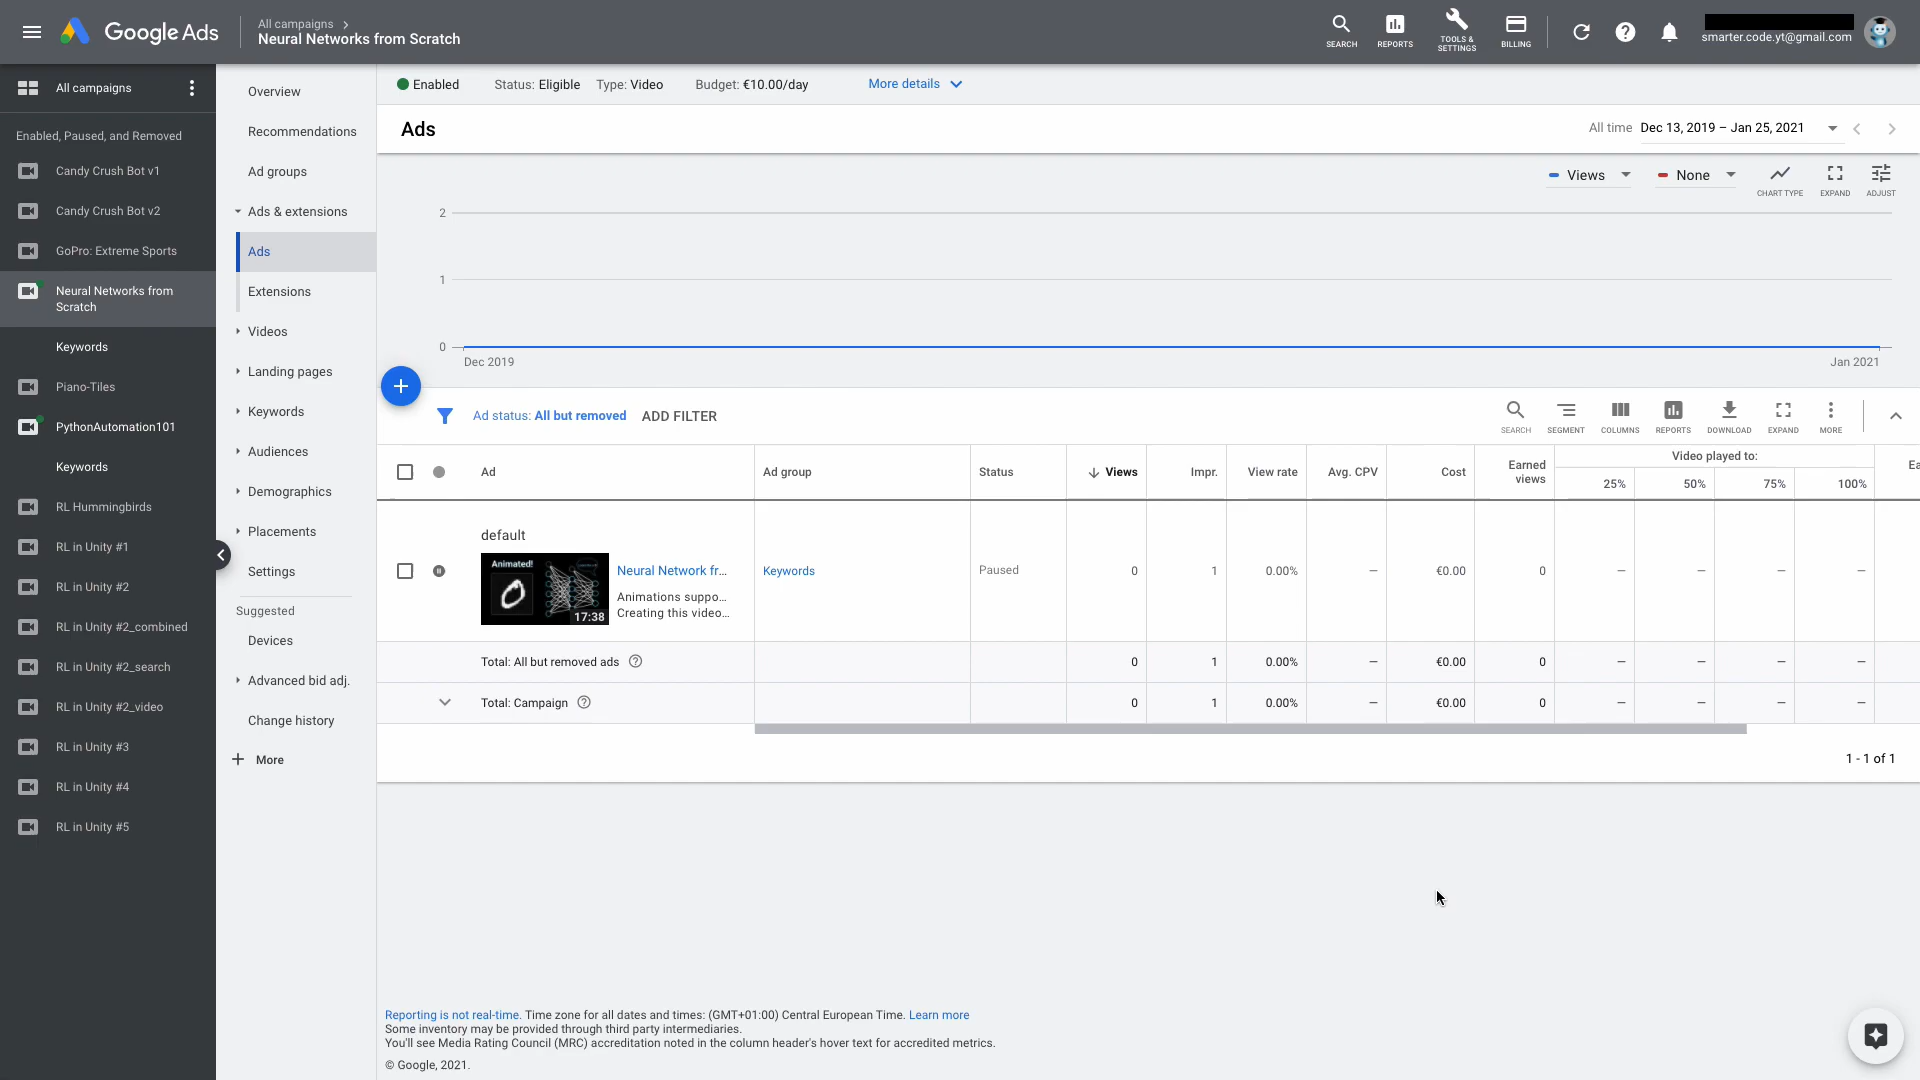 Google Ads
All campaigns
Neural Networks from Scratch
SEARCH
REPORTS
TOOLS &
SETTINGS
BILLING
smarter.code.yt@gmail.com
All campaigns
Enabled, Paused, and Removed
Candy Crush Bot v1
Candy Crush Bot v2
GoPro: Extreme Sports
Neural Networks from
Scratch
Keywords
Piano-Tiles
PythonAutomation101
Keywords
RL Hummingbirds
RL in Unity #1
RL in Unity #2
RL in Unity #2_combined
RL in Unity #2_search
RL in Unity #2_video
RL in Unity #3
RL in Unity #4
RL in Unity #5
Overview
Recommendations
Ad groups
Ads & extensions
Ads
Extensions
Videos
Landing pages
Keywords
Audiences
Demographics
Placements
Settings
Suggested
Devices
Advanced bid adj.
Change history
More
Enabled Status: Eligible Type: Video Budget: €10.00/day More details
Ads
All time Dec 13, 2019 – Jan 25, 2021
Views
None
CHART TYPE
EXPAND
ADJUST
2
1
0
Dec 2019
Jan 2021
Ad status: All but removed ADD FILTER
SEARCH
SEGMENT
COLUMNS
REPORTS
DOWNLOAD
EXPAND
MORE
Ad
Ad group
Status
Views
Impr.
View rate
Avg. CPV
Cost
Earned
views
Video played to:
25%
50%
75%
100%
Ea
default
Animated!
17:38
Neural Network fr...
Animations suppo...
Creating this video...
Keywords
Paused
0 1 0.00% — €0.00 0 — — — —
Total: All but removed ads 0 1 0.00% — €0.00 0 — — — —
Total: Campaign 0 1 0.00% — €0.00 0 — — — —
1 - 1 of 1
Reporting is not real-time. Time zone for all dates and times: (GMT+01:00) Central European Time. Learn more
Some inventory may be provided through third party intermediaries.
You'll see Media Rating Council (MRC) accreditation noted in the column header's hover text for accredited metrics.
© Google, 2021.